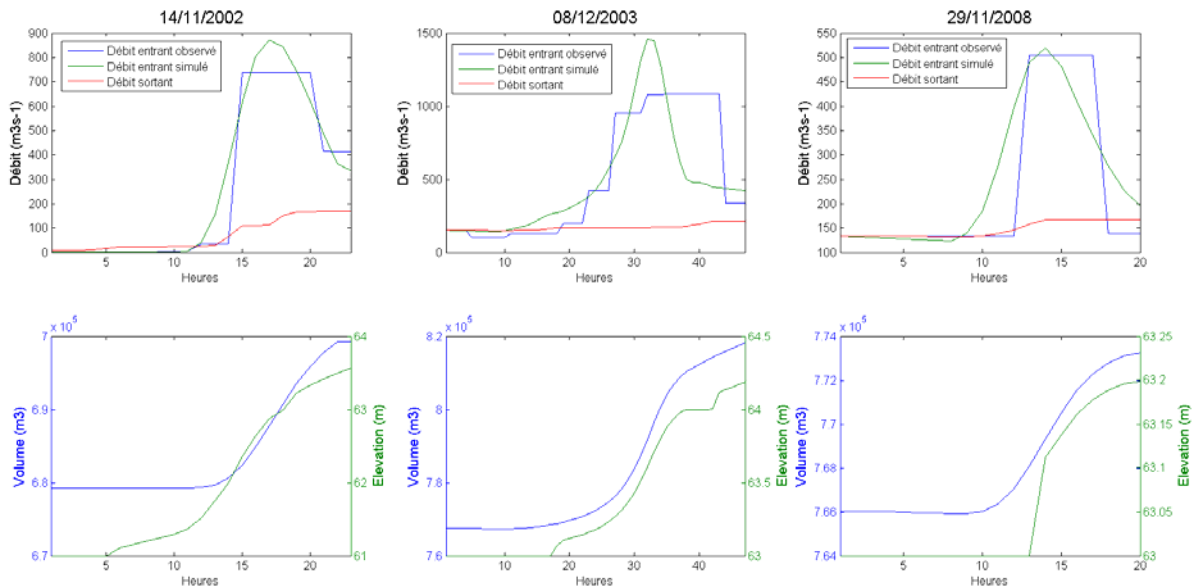 14/11/2002
08/12/2003
29/11/2008
900
800
700
600
500
400
300
200
100
0
Débit (m3s-1)
Débit entrant observé
Débit entrant simulé
Débit sortant
5
10
15
20
Heures
1500
1000
500
0
Débit (m3s-1)
Débit entrant observé
Débit entrant simulé
Débit sortant
10
20
30
40
Heures
550
500
450
400
350
300
250
200
150
100
Débit (m3s-1)
Débit entrant observé
Débit entrant simulé
Débit sortant
5
10
15
20
Heures
x 10^5
7
6.9
6.8
6.7
Volume (m3)
64
63
62
61
Elevation (m)
5
10
15
20
Heures
x 10^5
8.2
8
7.8
7.6
Volume (m3)
64.5
64
63.5
63
Elevation (m)
10
20
30
40
Heures
x 10^5
7.74
7.72
7.7
7.68
7.66
7.64
Volume (m3)
63.25
63.2
63.15
63.1
63.05
63
Elevation (m)
5
10
15
20
Heures